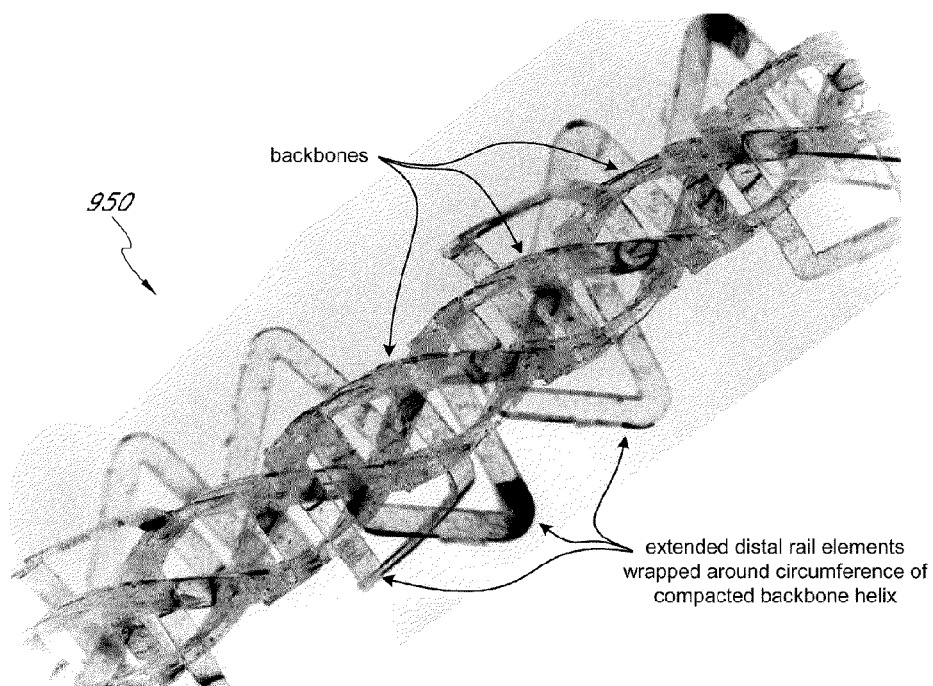 backbones
950
extended distal rail elements
wrapped around circumference of
compacted backbone helix